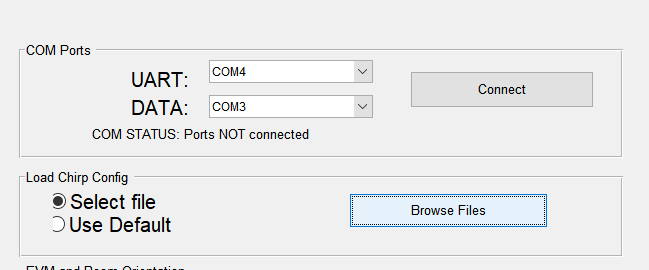 COM Ports
UART: COM4
Connect
DATA: COM3
COM STATUS: Ports NOT connected
Load Chirp Config
Select file
Browse Files
Use Default